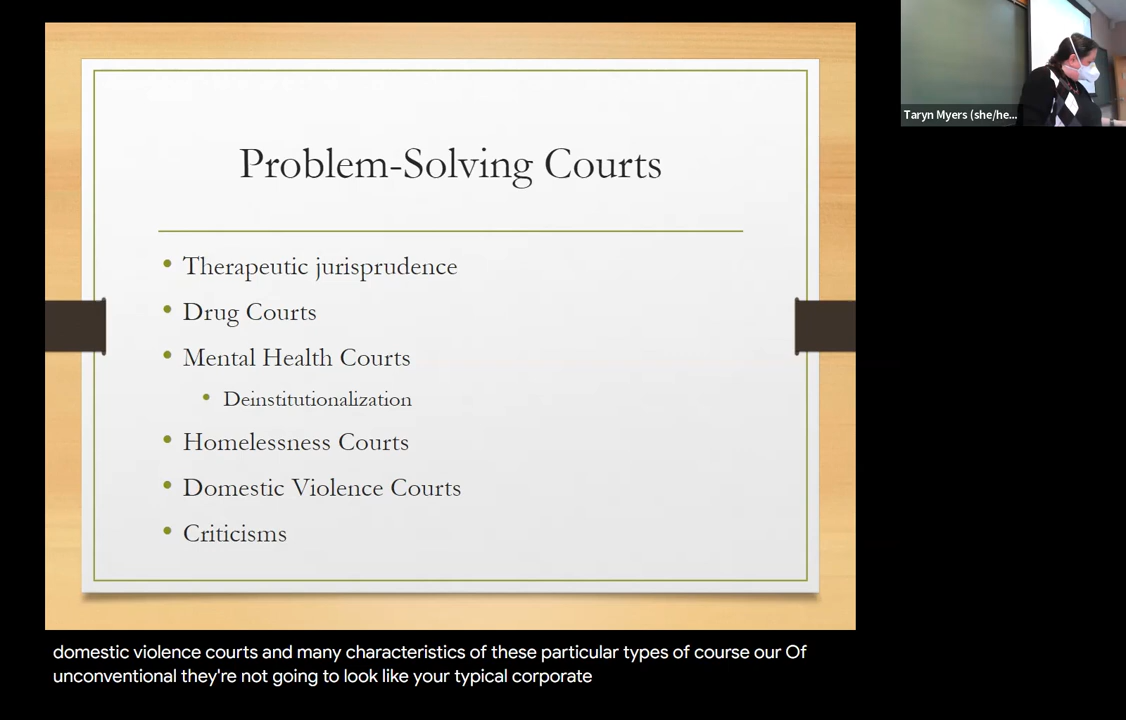 Problem-Solving Courts
Therapeutic jurisprudence
Drug Courts
Mental Health Courts
Deinstitutionalization
Homelessness Courts
Domestic Violence Courts
Criticisms
Taryn Myers (she/he...
domestic violence courts and many characteristics of these particular types of course our Of
unconventional they're not going to look like your typical corporate